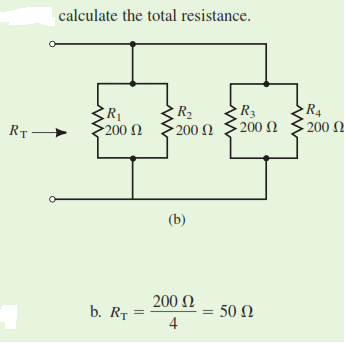 calculate the total resistance.
R1
200 Ω
R2
200 Ω
R3
200 Ω
R4
200 Ω
RT
(b)
b. RT = 200 Ω / 4 = 50 Ω